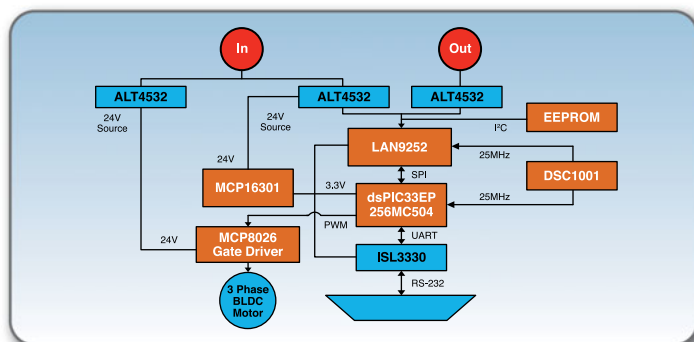 In
Out
ALT4532
ALT4532
ALT4532
24V
Source
24V
Source
I²C
EEPROM
LAN9252
25MHz
24V
SPI
DSC1001
MCP16301
3.3V
dsPIC33EP
256MC504
25MHz
PWM
24V
MCP8026
Gate Driver
UART
ISL3330
3 Phase
BLDC
Motor
RS-232